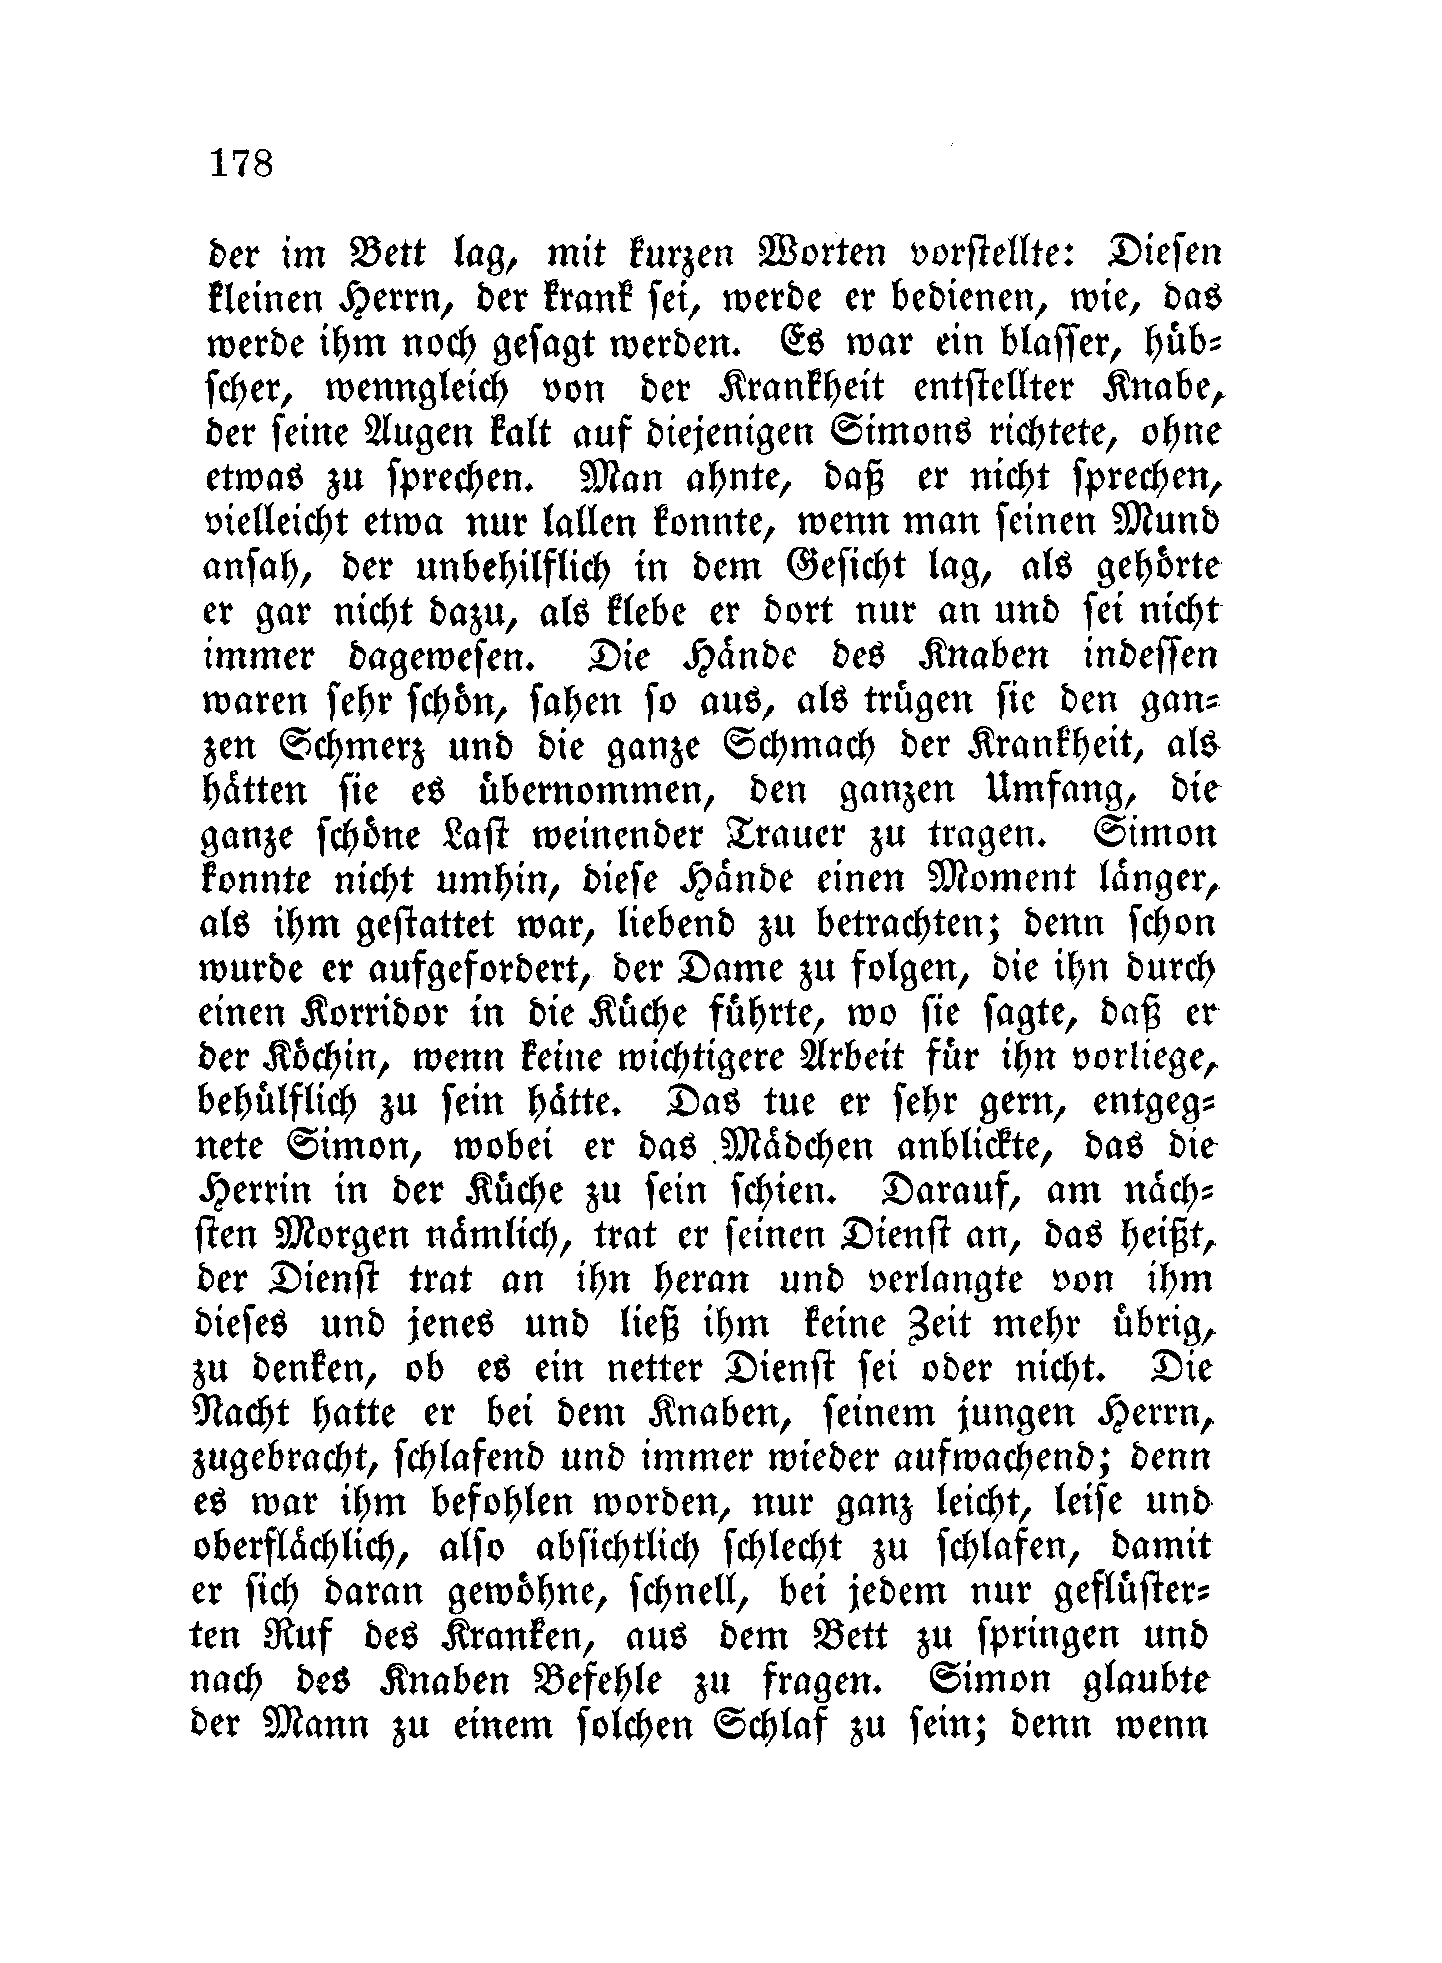 178
der im Bett lag, mit kurzen Worten vorstellte: Diesen
kleinen Herrn, der krank sei, werde er bedienen, wie, das
werde ihm noch gesagt werden. Es war ein blasser, hüb-
scher, wenngleich von der Krankheit entstellter Knabe,
der seine Augen kalt auf diejenigen Simons richtete, ohne
etwas zu sprechen. Man ahnte, daß er nicht sprechen,
vielleicht etwa nur lallen konnte, wenn man seinen Mund
ansah, der unbehilflich in dem Gesicht lag, als gehörte
er gar nicht dazu, als klebe er dort nur an und sei nicht
immer dagewesen. Die Hände des Knaben indessen
waren sehr schön, sahen so aus, als trügen sie den gan-
zen Schmerz und die ganze Schmach der Krankheit, als
hätten sie es übernommen, den ganzen Umfang, die
ganze schöne Last weinender Trauer zu tragen. Simon
konnte nicht umhin, diese Hände einen Moment länger,
als ihm gestattet war, liebend zu betrachten; denn schon
wurde er aufgefordert, der Dame zu folgen, die ihn durch
einen Korridor in die Küche führte, wo sie sagte, daß er
der Köchin, wenn keine wichtigere Arbeit für ihn vorliege,
behülflich zu sein hätte. Das tue er sehr gern, entgeg-
nete Simon, wobei er das Mädchen anblickte, das die
Herrin in der Küche zu sein schien. Darauf, am näch-
sten Morgen nämlich, trat er seinen Dienst an, das heißt,
der Dienst trat an ihn heran und verlangte von ihm
dieses und jenes und ließ ihm keine Zeit mehr übrig,
zu denken, ob es ein netter Dienst sei oder nicht. Die
Nacht hatte er bei dem Knaben, seinem jungen Herrn,
zugebracht, schlafend und immer wieder aufwachend; denn
es war ihm befohlen worden, nur ganz leicht, leise und
oberflächlich, also absichtlich schlecht zu schlafen, damit
er sich daran gewöhne, schnell, bei jedem nur geflüster-
ten Ruf des Kranken, aus dem Bett zu springen und
nach des Knaben Befehle zu fragen. Simon glaubte
der Mann zu einem solchen Schlaf zu sein; denn wenn